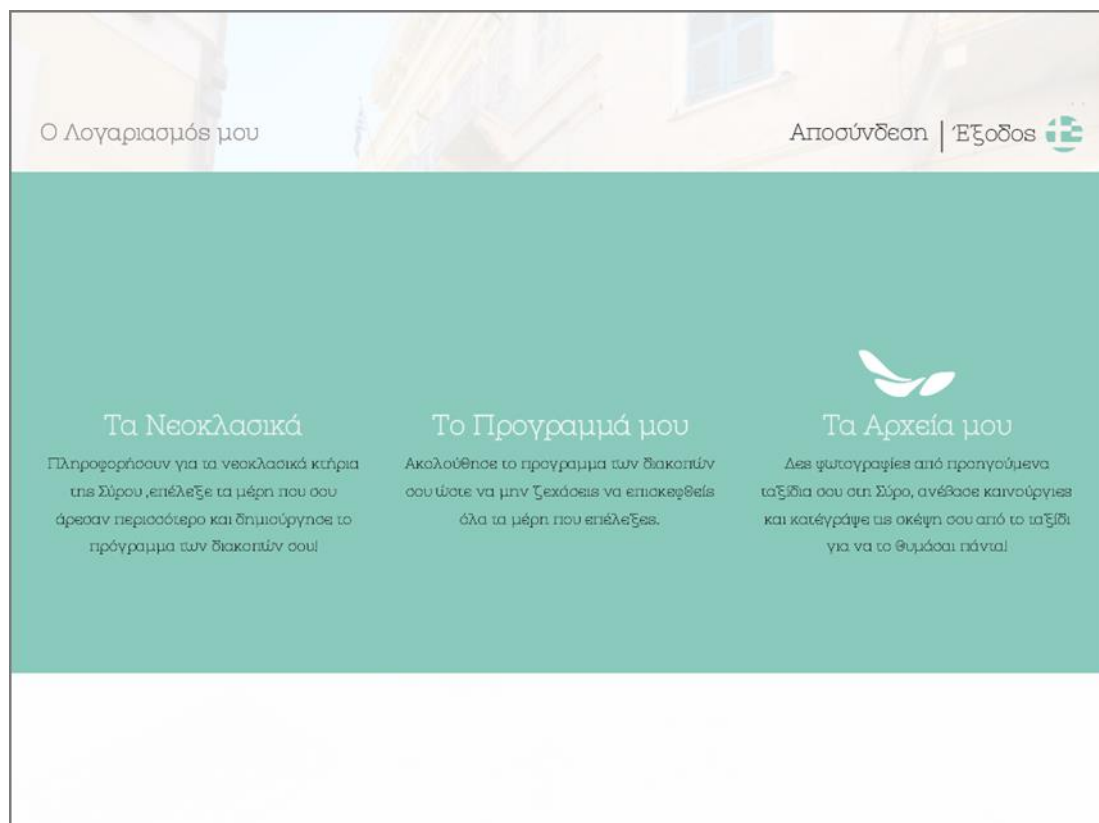 Ο Λογαριασμός μου
Αποσύνδεση | Έξοδος
Τα Νεοκλασικά
Πληροφορήσουν για τα νεοκλασικά κτήρια
της Σύρου ,επέλεξε τα μέρη που σου
άρεσαν περισσότερο και δημιούργησε το
πρόγραμμα των διακοπών σου!
Το Προγραμμά μου
Ακολούθησε το προγραμμα των διακοπών
σου ώστε να μην ξεχάσεις να επισκεφθείς
όλα τα μέρη που επέλεξες.
Τα Αρχεία μου
Δες φωτογραφίες από προηγούμενα
ταξίδια σου στη Σύρο, ανέβασε καινούργιες
και κατέγράψε τις σκέψη σου από το ταξίδι
για να το θυμάσαι πάντα!